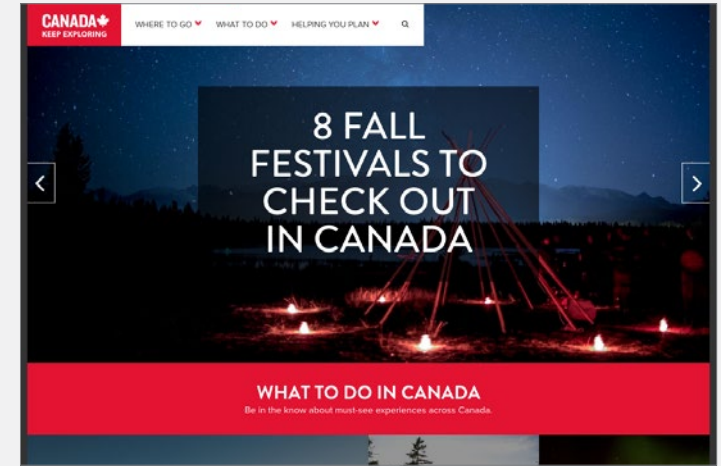 CANADA
KEEP EXPLORING
WHERE TO GO
WHAT TO DO
HELPING YOU PLAN
8 FALL
FESTIVALS TO
CHECK OUT
IN CANADA
WHAT TO DO IN CANADA
Be in the know about must-see experiences across Canada.